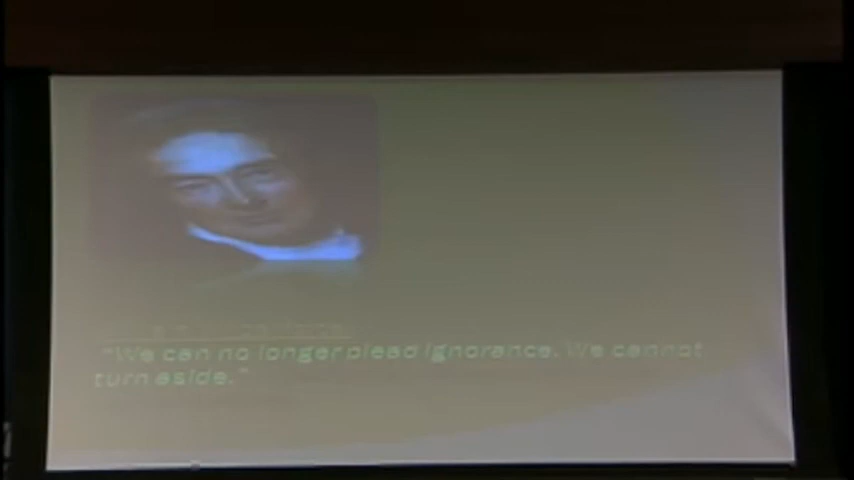 "We can no longer plead ignorance. We cannot
turn aside."